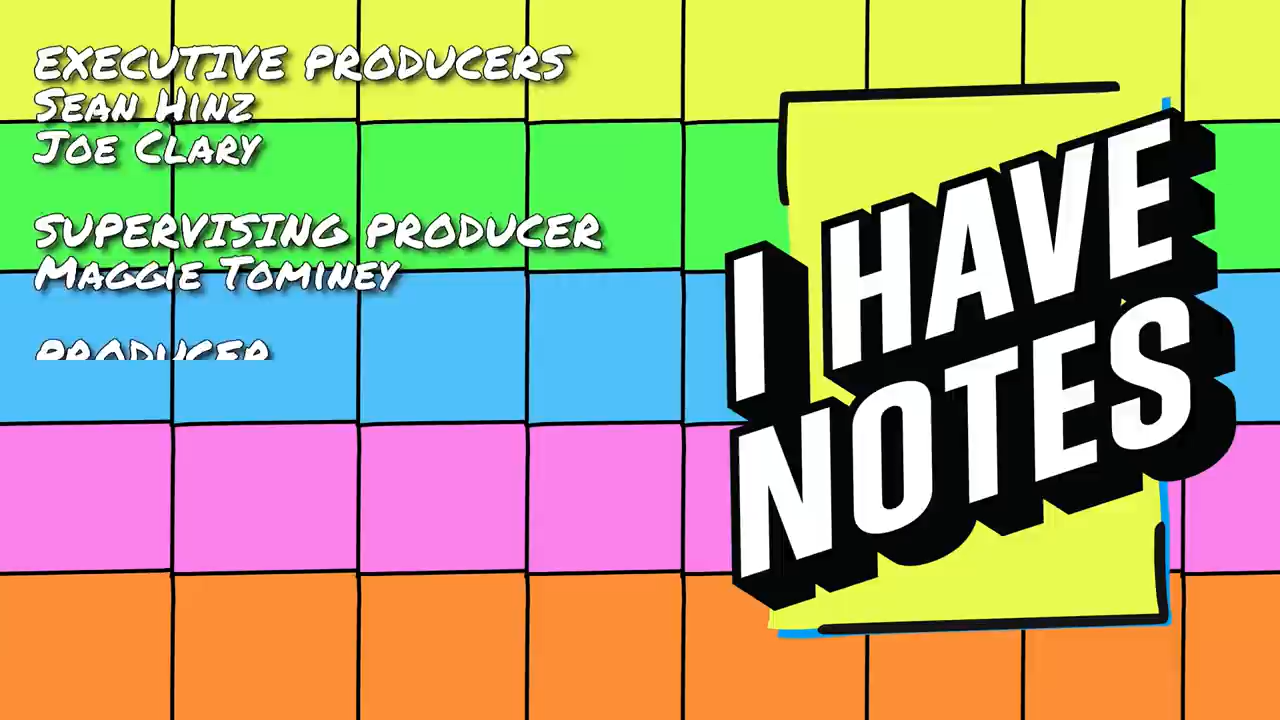 EXECUTIVE PRODUCERS
SEAN HINZ
JOE CLARY
SUPERVISING PRODUCER
MAGGIE TOMINEY
PRODUCER
I HAVE
NOTES